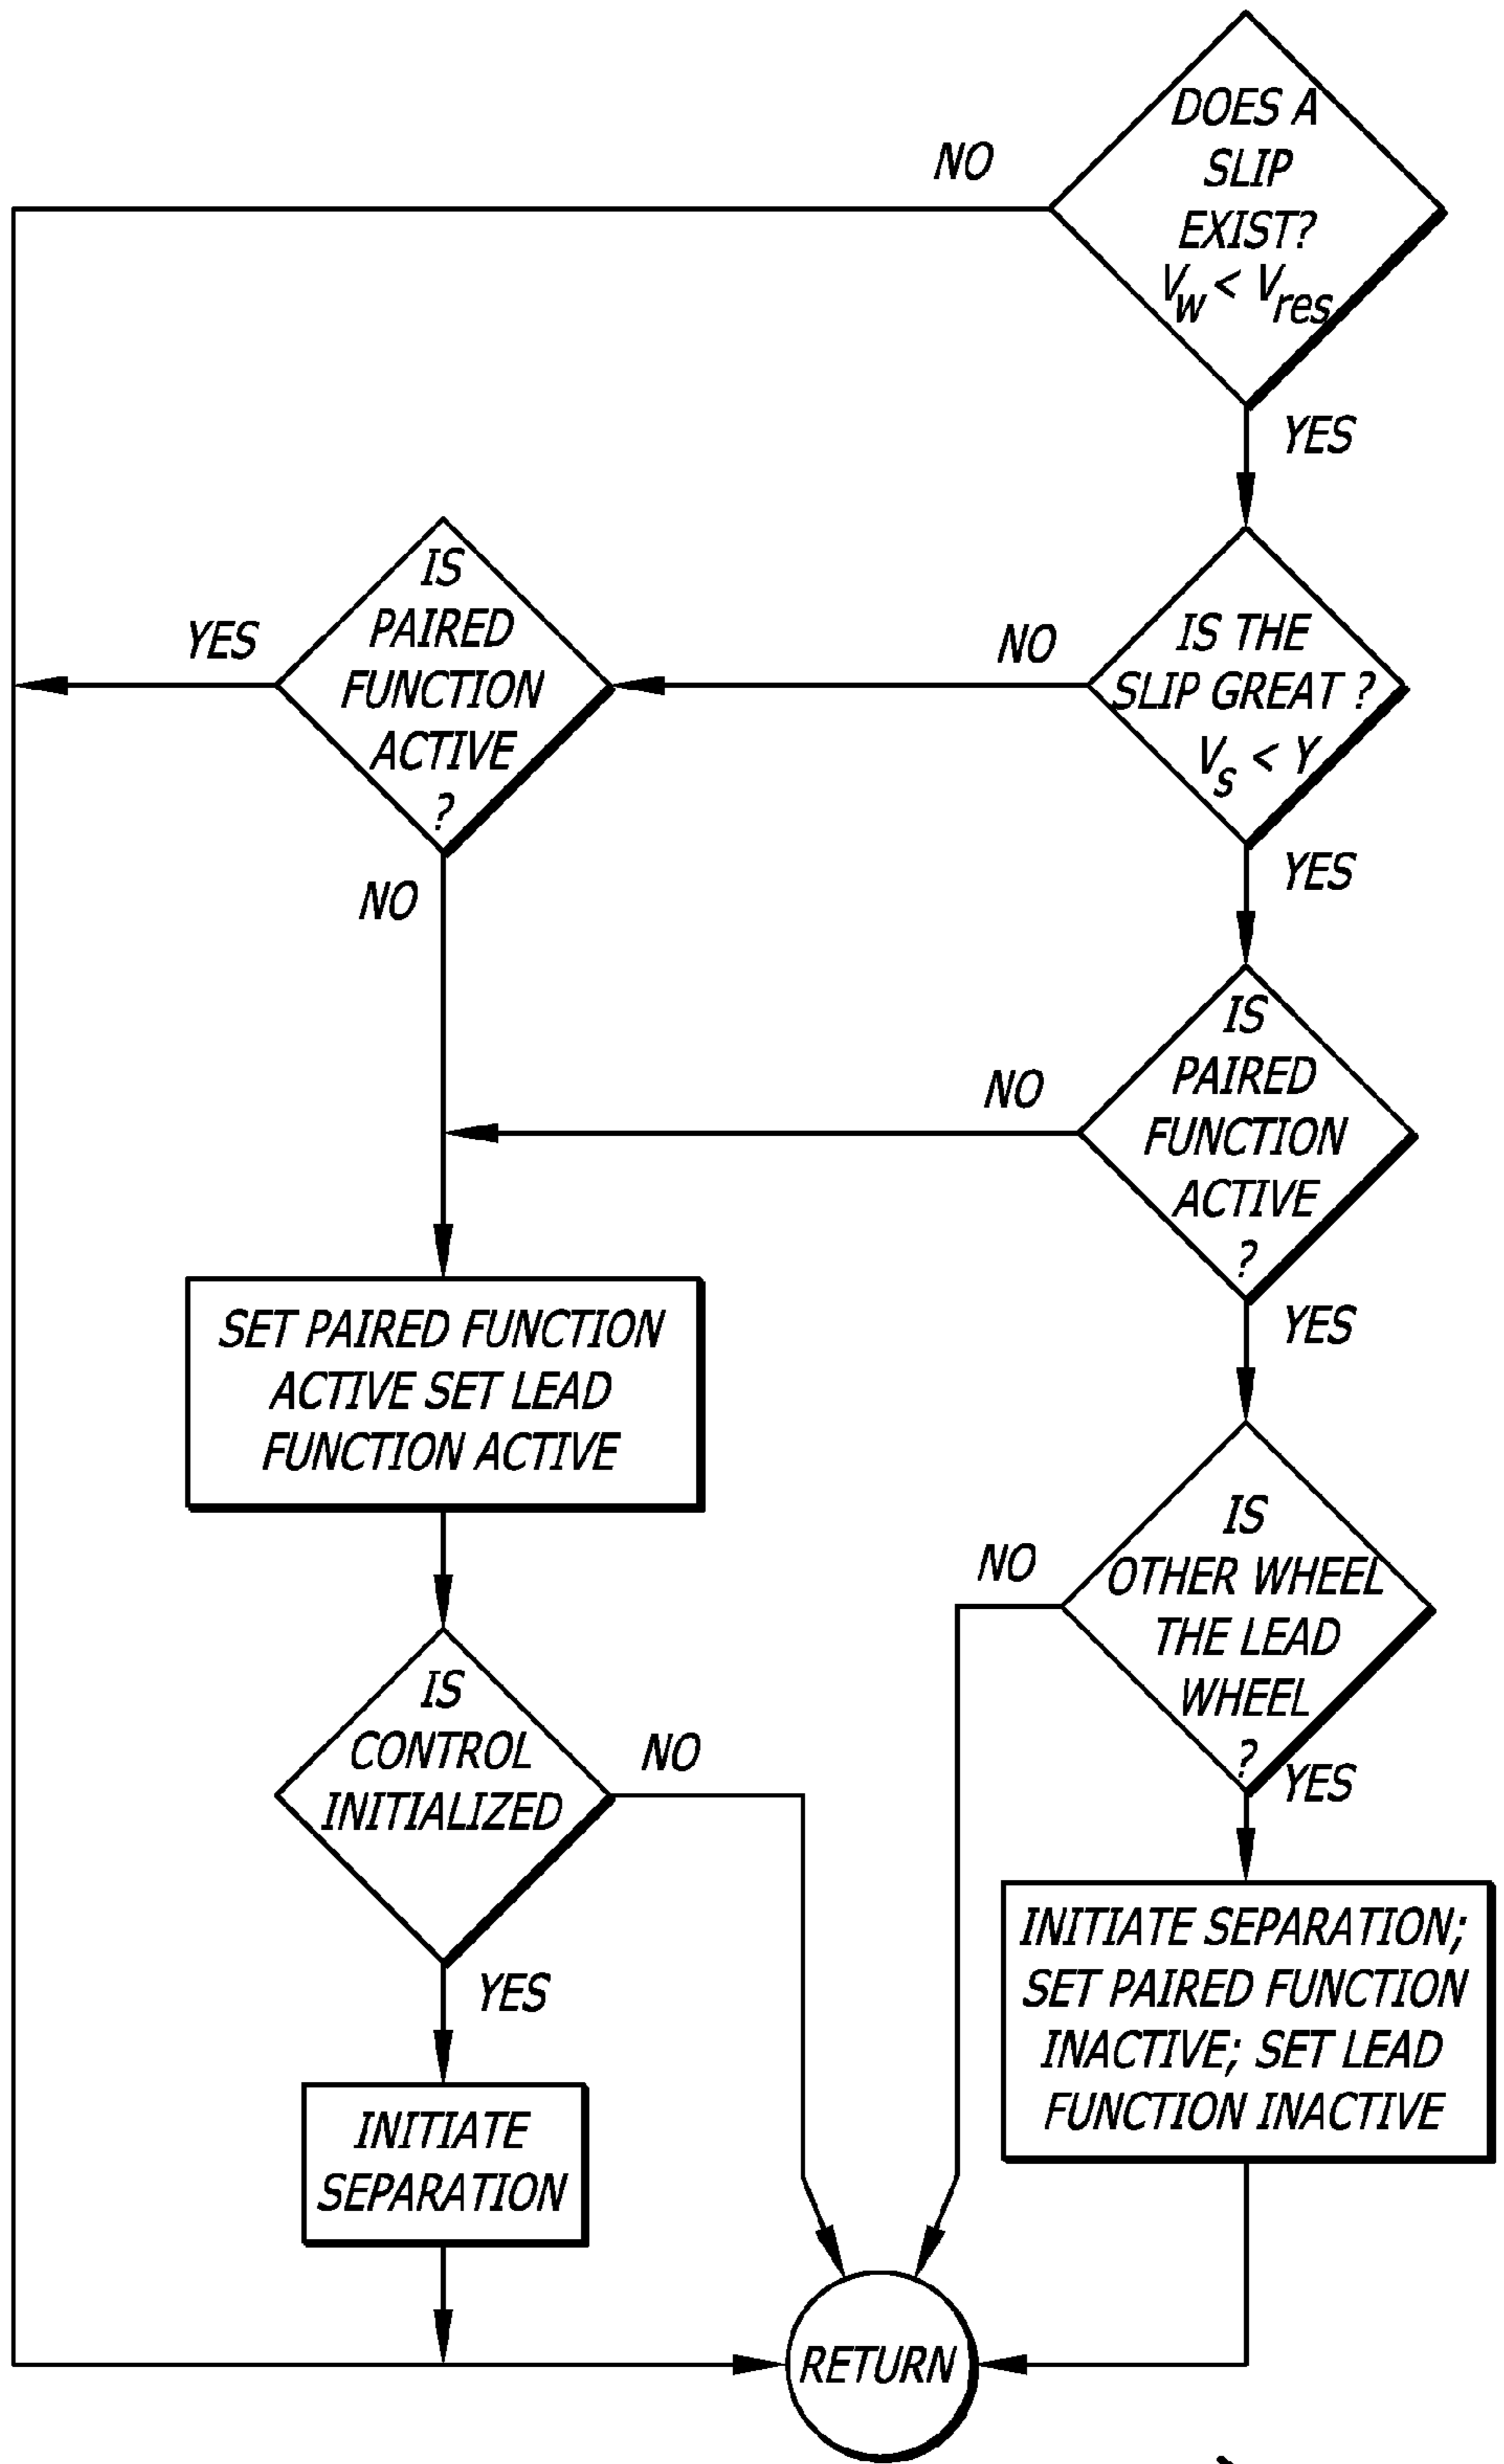 DOES A
SLIP
EXIST?
Vw < Vres
NO
YES
IS THE
SLIP GREAT ?
Vs < Y
NO
YES
IS
PAIRED
FUNCTION
ACTIVE
?
YES
NO
IS
PAIRED
FUNCTION
ACTIVE
?
NO
YES
SET PAIRED FUNCTION
ACTIVE SET LEAD
FUNCTION ACTIVE
IS
OTHER WHEEL
THE LEAD
WHEEL
?
NO
YES
IS
CONTROL
INITIALIZED
NO
YES
INITIATE SEPARATION;
SET PAIRED FUNCTION
INACTIVE; SET LEAD
FUNCTION INACTIVE
INITIATE
SEPARATION
RETURN